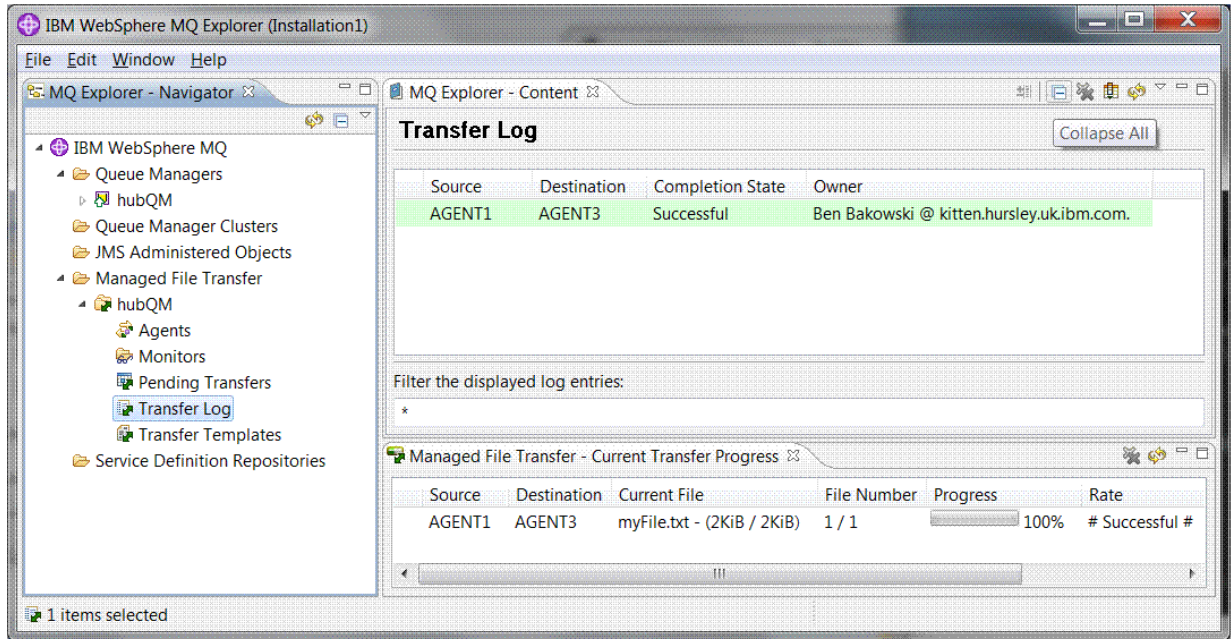 IBM WebSphere MQ Explorer (Installation1)
File Edit Window Help
MQ Explorer - Navigator
IBM WebSphere MQ
Queue Managers
hubQM
Queue Manager Clusters
JMS Administered Objects
Managed File Transfer
hubQM
Agents
Monitors
Pending Transfers
Transfer Log
Transfer Templates
Service Definition Repositories
MQ Explorer - Content
Collapse All
Transfer Log
Source Destination Completion State Owner
AGENT1 AGENT3 Successful Ben Bakowski @ kitten.hursley.uk.ibm.com.
Filter the displayed log entries:
*
Managed File Transfer - Current Transfer Progress
Source Destination Current File File Number Progress Rate
AGENT1 AGENT3 myFile.txt - (2KiB / 2KiB) 1 / 1 100% # Successful #
1 items selected